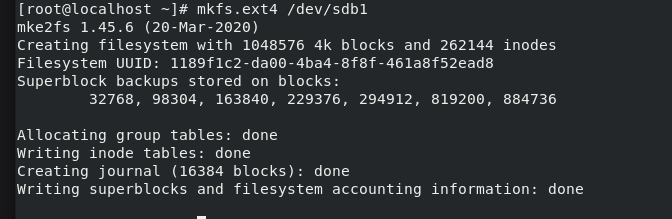 [root@localhost ~]# mkfs.ext4 /dev/sdb1
mke2fs 1.45.6 (20-Mar-2020)
Creating filesystem with 1048576 4k blocks and 262144 inodes
Filesystem UUID: 1189f1c2-da00-4ba4-8f8f-461a8f52ead8
Superblock backups stored on blocks:
        32768, 98304, 163840, 229376, 294912, 819200, 884736

Allocating group tables: done
Writing inode tables: done
Creating journal (16384 blocks): done
Writing superblocks and filesystem accounting information: done